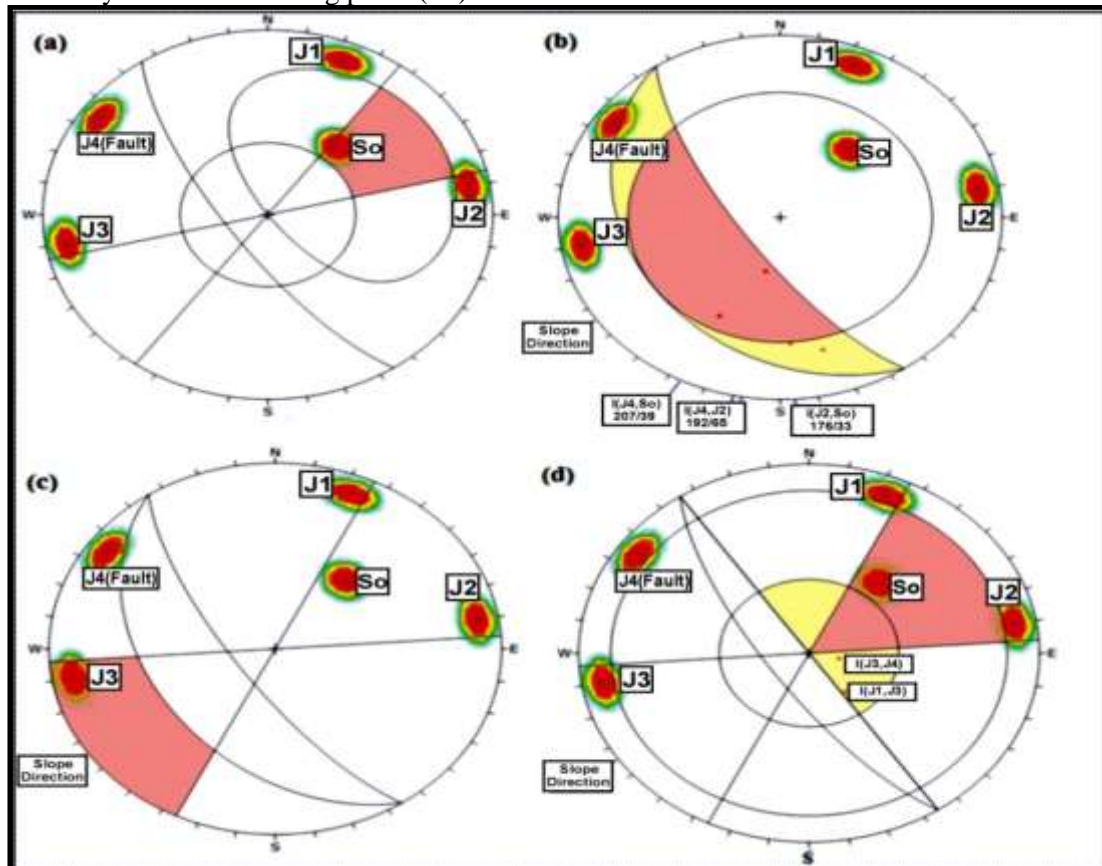 (a)
N
J1
J4(Fault)
So
J2
W
E
J3
S
(b)
N
J1
J4(Fault)
So
J2
W
E
J3
Slope
Direction
I(J4,So)
207/39
I(J4,J2)
192/65
I(J2,So)
176/33
S
(c)
N
J1
J4(Fault)
So
J2
W
E
J3
Slope
Direction
S
(d)
N
J1
J4(Fault)
So
J2
W
E
I(J3,J4)
J3
I(J1,J3)
Slope
Direction
S